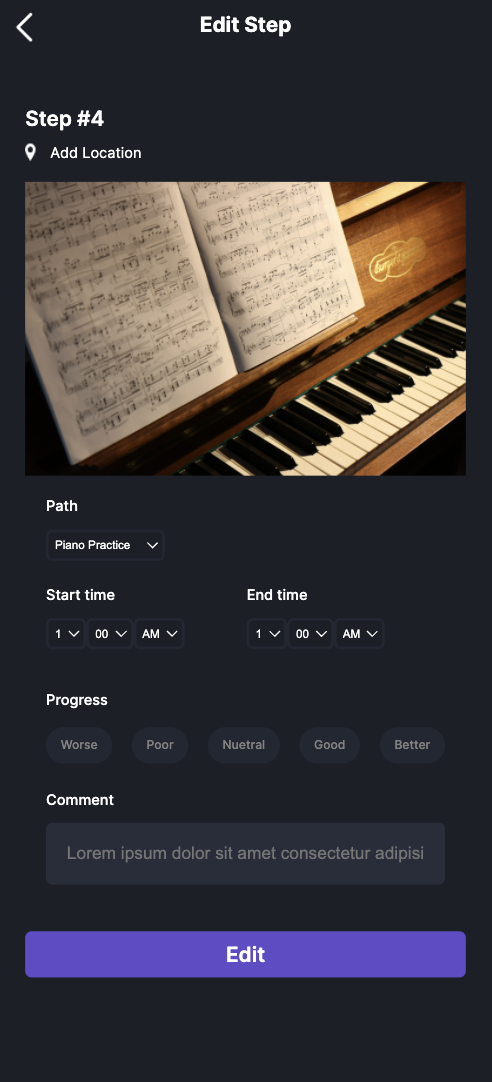 Edit Step
Step #4
Add Location
Path
Piano Practice
Start time
End time
1 00 AM
1 00 AM
Progress
Worse
Poor
Nuetral
Good
Better
Comment
Lorem ipsum dolor sit amet consectetur adipisi
Edit